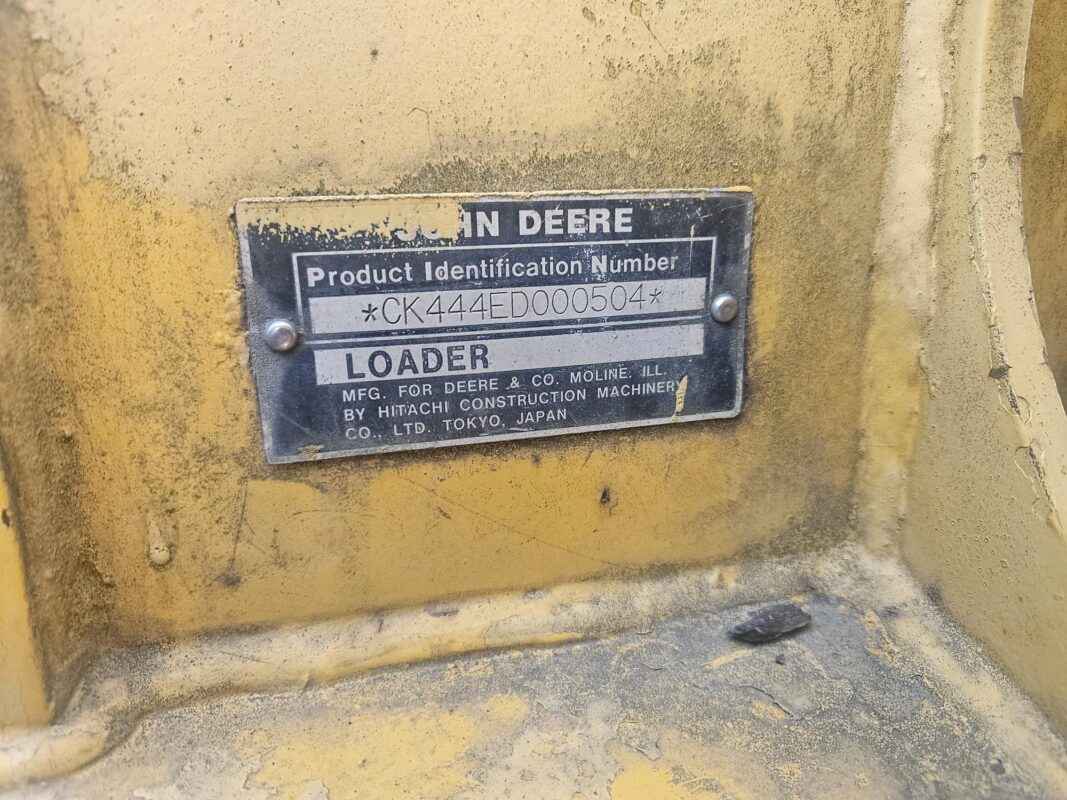 JOHN DEERE
Product Identification Number
*CK444ED000504*
LOADER
MFG. FOR DEERE & CO. MOLINE, ILL.
BY HITACHI CONSTRUCTION MACHINERY
CO., LTD. TOKYO, JAPAN